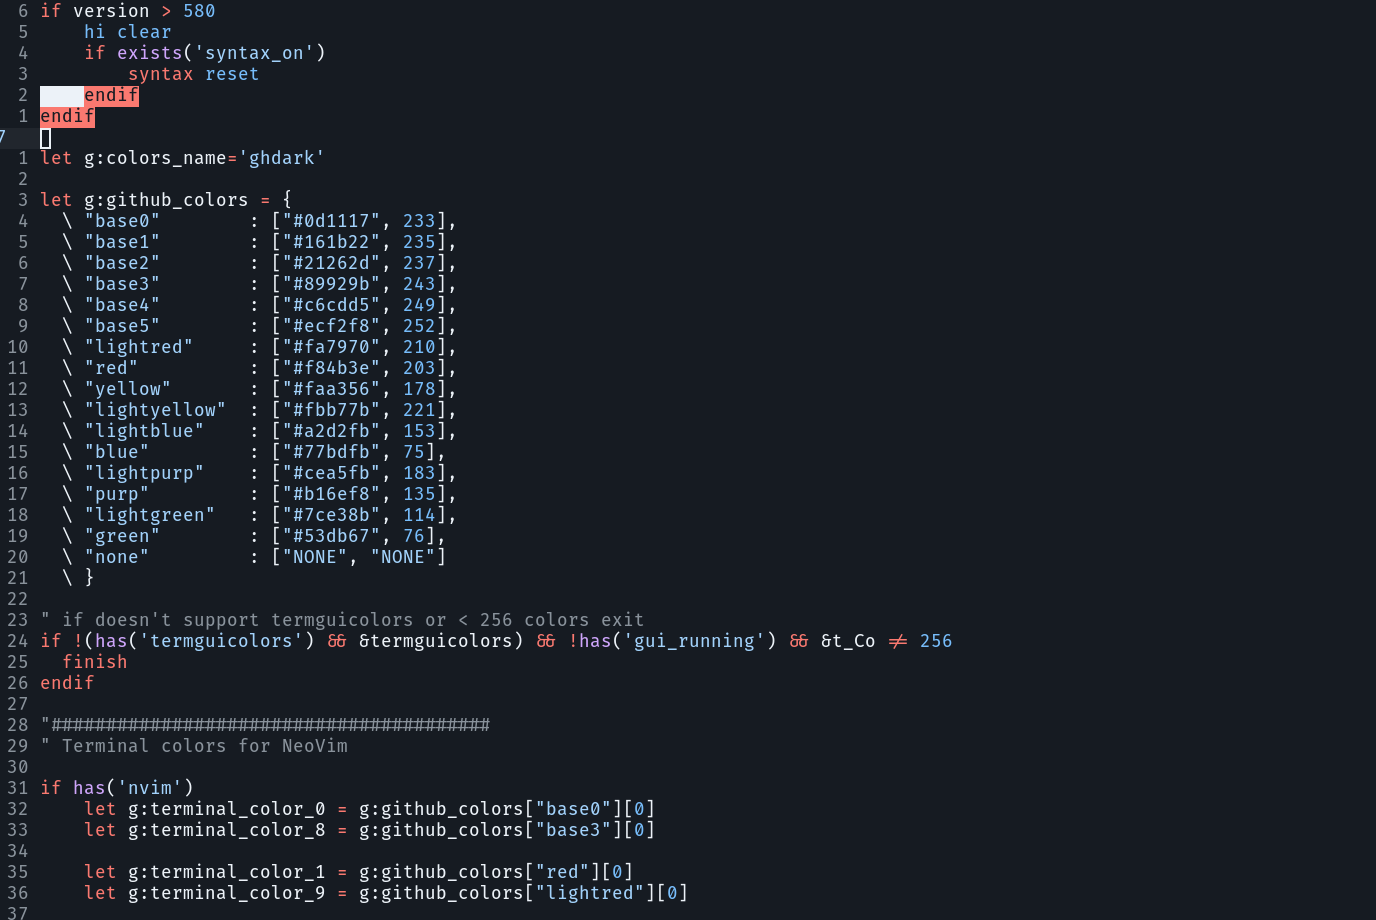 6 if version > 580
5     hi clear
4     if exists('syntax_on')
3         syntax reset
2     endif
1 endif
7
1 let g:colors_name='ghdark'
2
3 let g:github_colors = {
4   \ "base0"        : ["#0d1117", 233],
5   \ "base1"        : ["#161b22", 235],
6   \ "base2"        : ["#21262d", 237],
7   \ "base3"        : ["#89929b", 243],
8   \ "base4"        : ["#c6cdd5", 249],
9   \ "base5"        : ["#ecf2f8", 252],
10   \ "lightred"     : ["#fa7970", 210],
11   \ "red"          : ["#f84b3e", 203],
12   \ "yellow"       : ["#faa356", 178],
13   \ "lightyellow"  : ["#fbb77b", 221],
14   \ "lightblue"    : ["#a2d2fb", 153],
15   \ "blue"         : ["#77bdfb", 75],
16   \ "lightpurp"    : ["#cea5fb", 183],
17   \ "purp"         : ["#b16ef8", 135],
18   \ "lightgreen"   : ["#7ce38b", 114],
19   \ "green"        : ["#53db67", 76],
20   \ "none"         : ["NONE", "NONE"]
21   \ }
22
23 " if doesn't support termguicolors or < 256 colors exit
24 if !(has('termguicolors') && &termguicolors) && !has('gui_running') && &t_Co != 256
25   finish
26 endif
27
28 "########################################
29 " Terminal colors for NeoVim
30
31 if has('nvim')
32     let g:terminal_color_0 = g:github_colors["base0"][0]
33     let g:terminal_color_8 = g:github_colors["base3"][0]
34
35     let g:terminal_color_1 = g:github_colors["red"][0]
36     let g:terminal_color_9 = g:github_colors["lightred"][0]
37